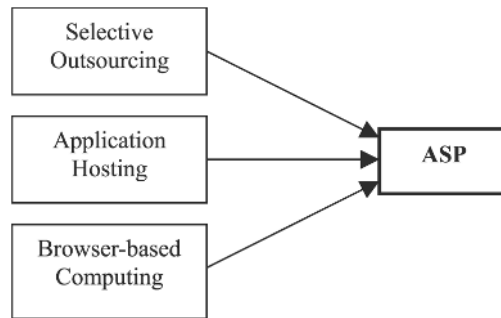 Selective
Outsourcing
Application
Hosting
ASP
Browser-based
Computing